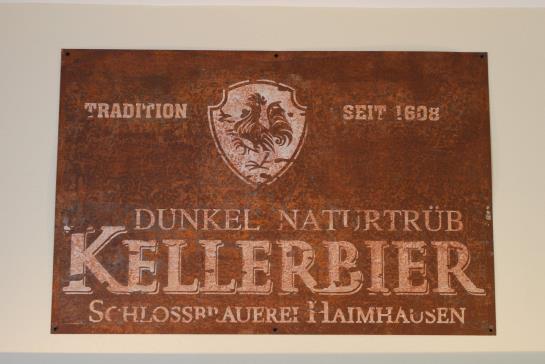 TRADITION SEIT 1608
DUNKEL NATURTRÜB
KELLERBIER
SCHLOSSBRAUEREI HAIMHAUSEN